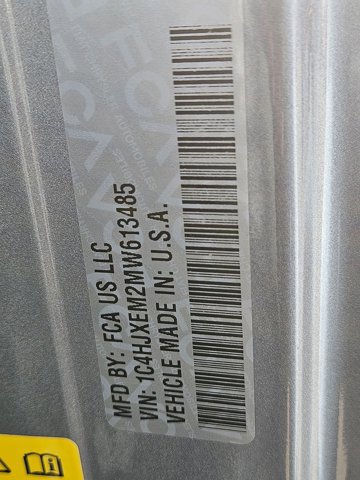 MFD BY: FCA US LLC
VIN: 1C4HJXEM2MW613485
VEHICLE MADE IN: U.S.A.